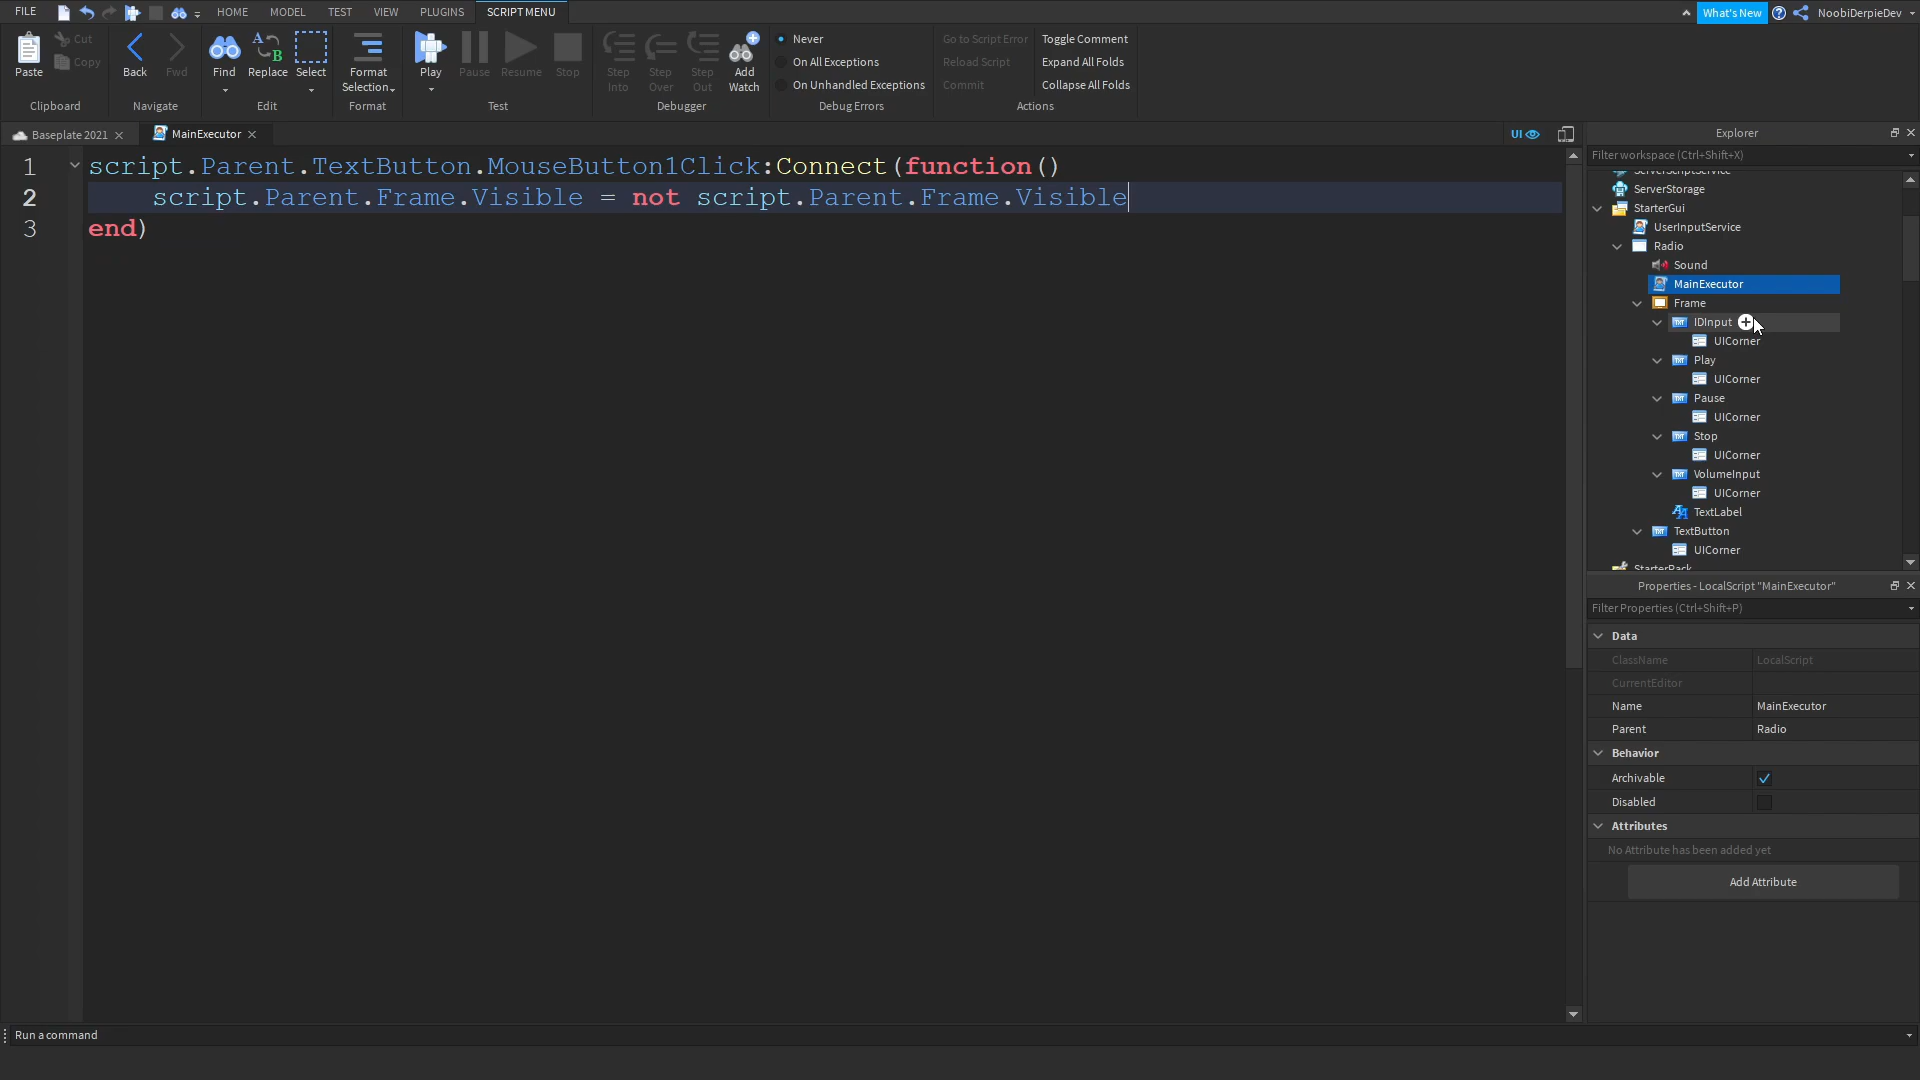 FILE HOME MODEL TEST VIEW PLUGINS SCRIPT MENU What's New NoobiDerpieDev
Paste Cut Copy Back Fwd Find Replace Select Format Selection Play Pause Resume Stop Step Into Step Over Step Out Add Watch
Never Go to Script Error Toggle Comment
On All Exceptions Reload Script Expand All Folds
On Unhandled Exceptions Commit Collapse All Folds
Clipboard Navigate Edit Format Test Debugger Debug Errors Actions
Baseplate 2021 MainExecutor UI
1 script.Parent.TextButton.MouseButton1Click:Connect(function()
2 script.Parent.Frame.Visible = not script.Parent.Frame.Visible
3 end)
Explorer
Filter workspace (Ctrl+Shift+X)
ServerScriptService
ServerStorage
StarterGui
UserInputService
Radio
Sound
MainExecutor
Frame
IDInput
UICorner
Play
UICorner
Pause
UICorner
Stop
UICorner
VolumeInput
UICorner
TextLabel
TextButton
UICorner
StarterPack
Properties - LocalScript "MainExecutor"
Filter Properties (Ctrl+Shift+P)
Data
ClassName LocalScript
CurrentEditor
Name MainExecutor
Parent Radio
Behavior
Archivable
Disabled
Attributes
No Attribute has been added yet
Add Attribute
Run a command